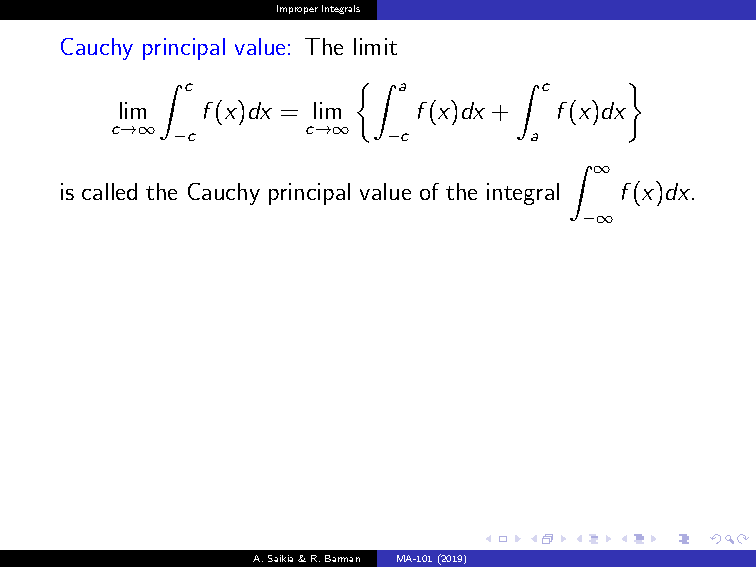 Improper Integrals
Cauchy principal value: The limit
lim_{c→∞} ∫_{−c}^{c} f(x)dx = lim_{c→∞} { ∫_{−c}^{a} f(x)dx + ∫_{a}^{c} f(x)dx }
is called the Cauchy principal value of the integral ∫_{−∞}^{∞} f(x)dx.
A. Saikia & R. Barman MA-101 (2019)